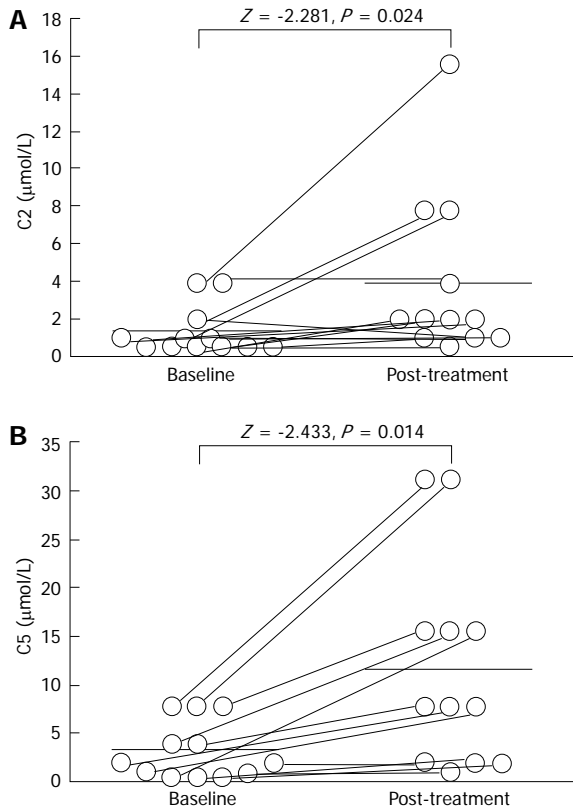 A
Z = -2.281, P = 0.024
18
16
14
12
10
8
6
4
2
0
C2 (μmol/L)
Baseline Post-treatment
B
Z = -2.433, P = 0.014
35
30
25
20
15
10
5
0
C5 (μmol/L)
Baseline Post-treatment